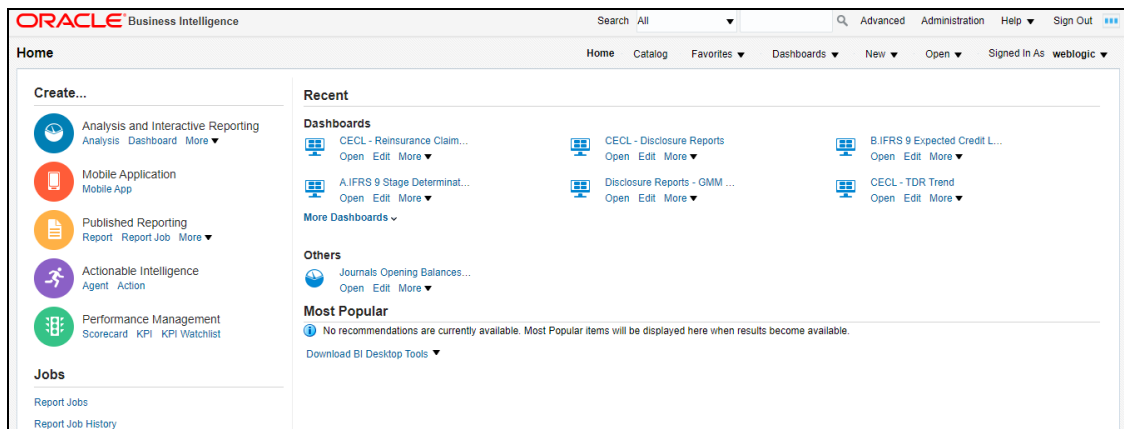 ORACLE Business Intelligence
Search All Advanced Administration Help Sign Out
Home
Home Catalog Favorites Dashboards New Open Signed In As weblogic
Create...
Analysis and Interactive Reporting
Analysis Dashboard More
Mobile Application
Mobile App
Published Reporting
Report Report Job More
Actionable Intelligence
Agent Action
Performance Management
Scorecard KPI KPI Watchlist
Jobs
Report Jobs
Report Job History
Recent
Dashboards
CECL - Reinsurance Claim...
Open Edit More
CECL - Disclosure Reports
Open Edit More
B.IFRS 9 Expected Credit L...
Open Edit More
A.IFRS 9 Stage Determinat...
Open Edit More
Disclosure Reports - GMM ...
Open Edit More
CECL - TDR Trend
Open Edit More
More Dashboards
Others
Journals Opening Balances...
Open Edit More
Most Popular
No recommendations are currently available. Most Popular items will be displayed here when results become available.
Download BI Desktop Tools